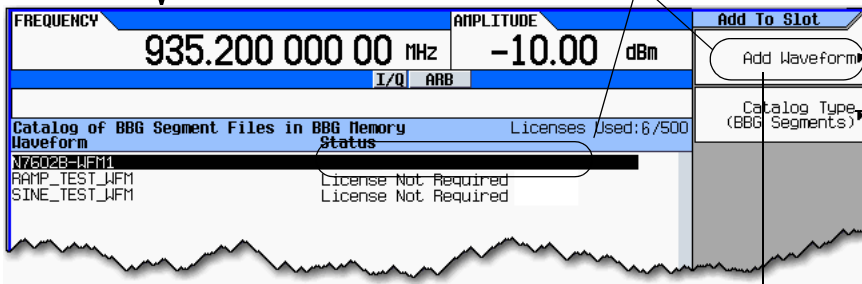 FREQUENCY
AMPLITUDE
935.200 000 00 MHz
-10.00 dBm
I/Q ARB
Catalog of BBG Segment Files in BBG Memory
Licenses Used:6/500
Waveform Status
N7602B-WFM1
RAMP_TEST_WFM License Not Required
SINE_TEST_WFM License Not Required
Add To Slot
Add Waveform
Catalog Type
(BBG Segments)